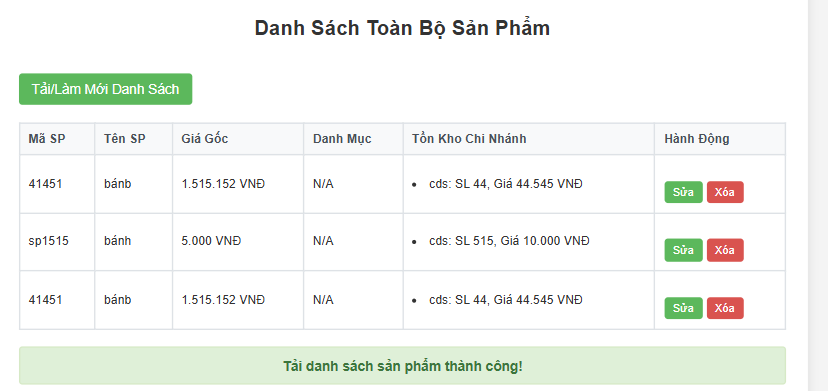 Danh Sách Toàn Bộ Sản Phẩm
Tải/Làm Mới Danh Sách
Mã SP Tên SP Giá Gốc Danh Mục Tồn Kho Chi Nhánh Hành Động
41451 bánb 1.515.152 VNĐ N/A • cds: SL 44, Giá 44.545 VNĐ Sửa Xóa
sp1515 bánh 5.000 VNĐ N/A • cds: SL 515, Giá 10.000 VNĐ Sửa Xóa
41451 bánb 1.515.152 VNĐ N/A • cds: SL 44, Giá 44.545 VNĐ Sửa Xóa
Tải danh sách sản phẩm thành công!